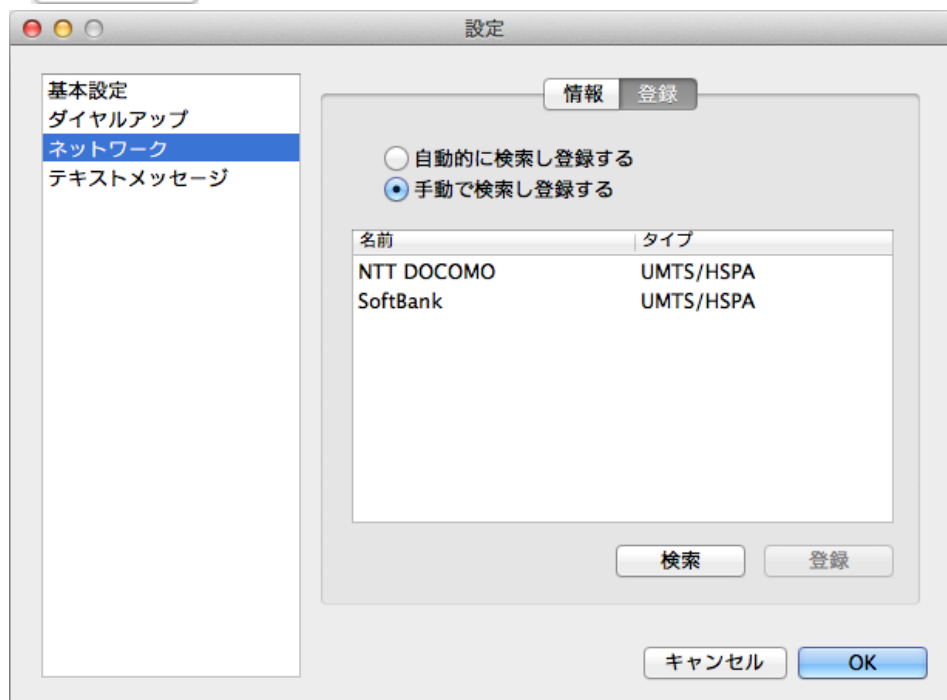 設定
基本設定
ダイヤルアップ
ネットワーク
テキストメッセージ
情報 登録
自動的に検索し登録する
手動で検索し登録する
名前 タイプ
NTT DOCOMO UMTS/HSPA
SoftBank UMTS/HSPA
検索 登録
キャンセル OK